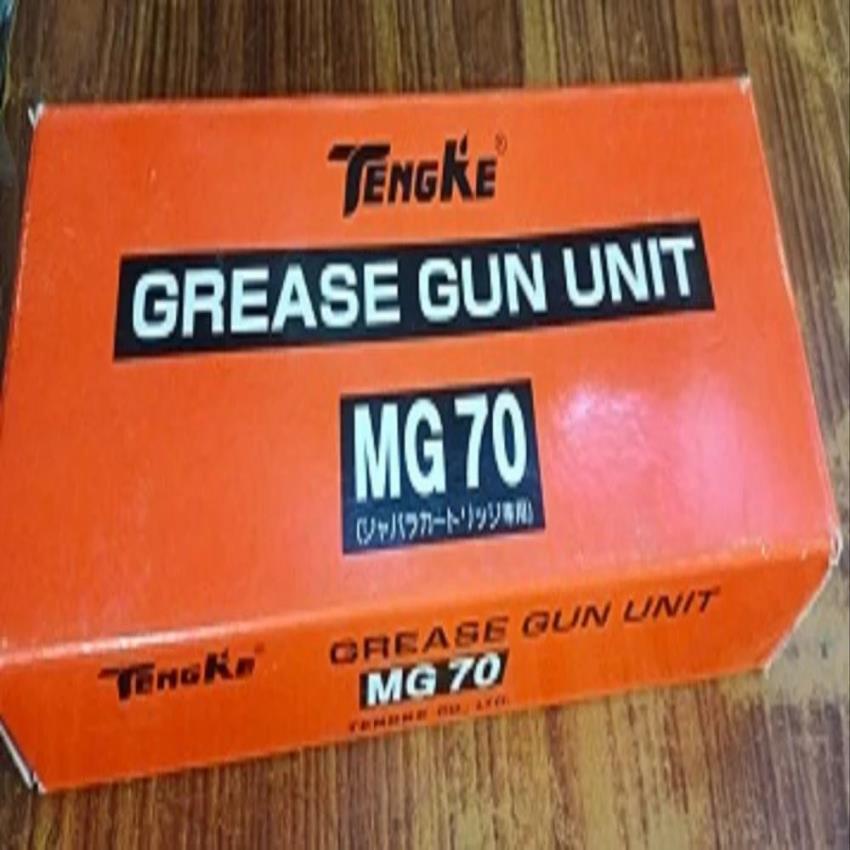 TENGKE®
GREASE GUN UNIT
MG 70
(ジャバラカートリッジ専用)
TENGKE®
GREASE GUN UNIT
MG 70
TENGKE CO., LTD.